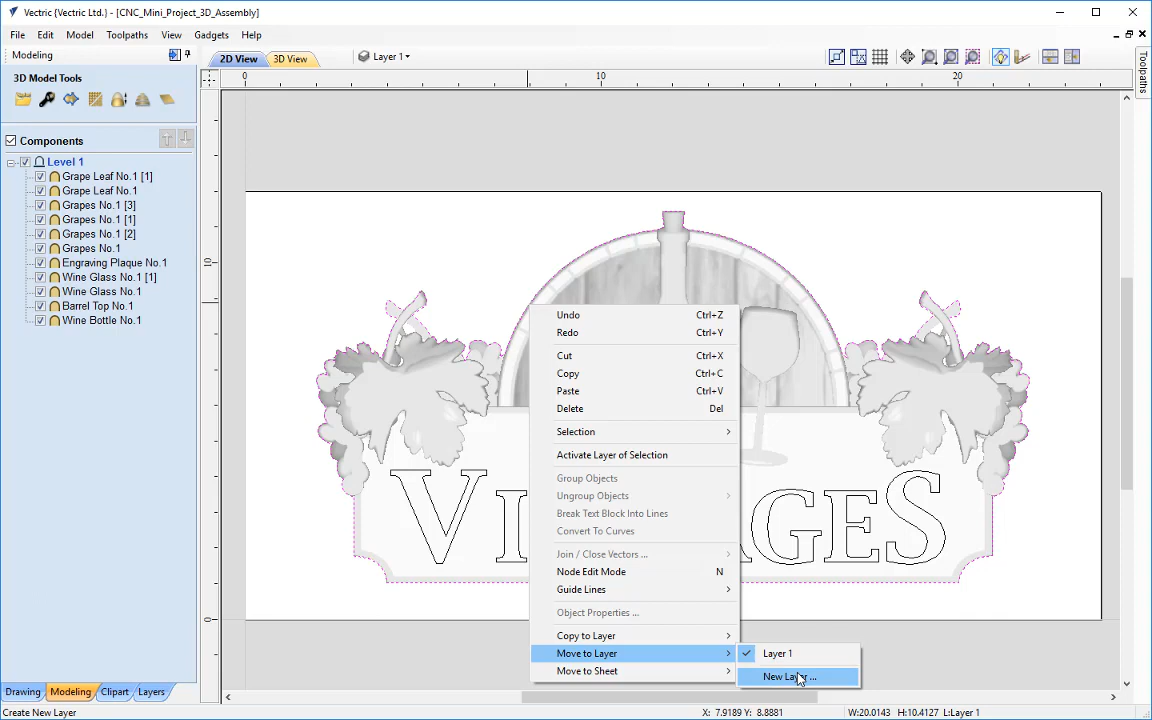 Vectric {Vectric Ltd.} - [CNC_Mini_Project_3D_Assembly]
File Edit Model Toolpaths View Gadgets Help
Modeling
2D View 3D View Layer 1
Toolpaths
3D Model Tools
0 10 20
10
0
Components
Level 1
Grape Leaf No.1 [1]
Grape Leaf No.1
Grapes No.1 [3]
Grapes No.1 [1]
Grapes No.1 [2]
Grapes No.1
Engraving Plaque No.1
Wine Glass No.1 [1]
Wine Glass No.1
Barrel Top No.1
Wine Bottle No.1
Undo Ctrl+Z
Redo Ctrl+Y
Cut Ctrl+X
Copy Ctrl+C
Paste Ctrl+V
Delete Del
Selection
Activate Layer of Selection
Group Objects
Ungroup Objects
Break Text Block Into Lines
Convert To Curves
Join / Close Vectors ...
Node Edit Mode N
Guide Lines
Object Properties ...
Copy to Layer
Move to Layer
Move to Sheet
Layer 1
New Layer ...
Drawing Modeling Clipart Layers
Create New Layer
X: 7.9189 Y: 8.8881
W:20.0143 H:10.4127 L:Layer 1